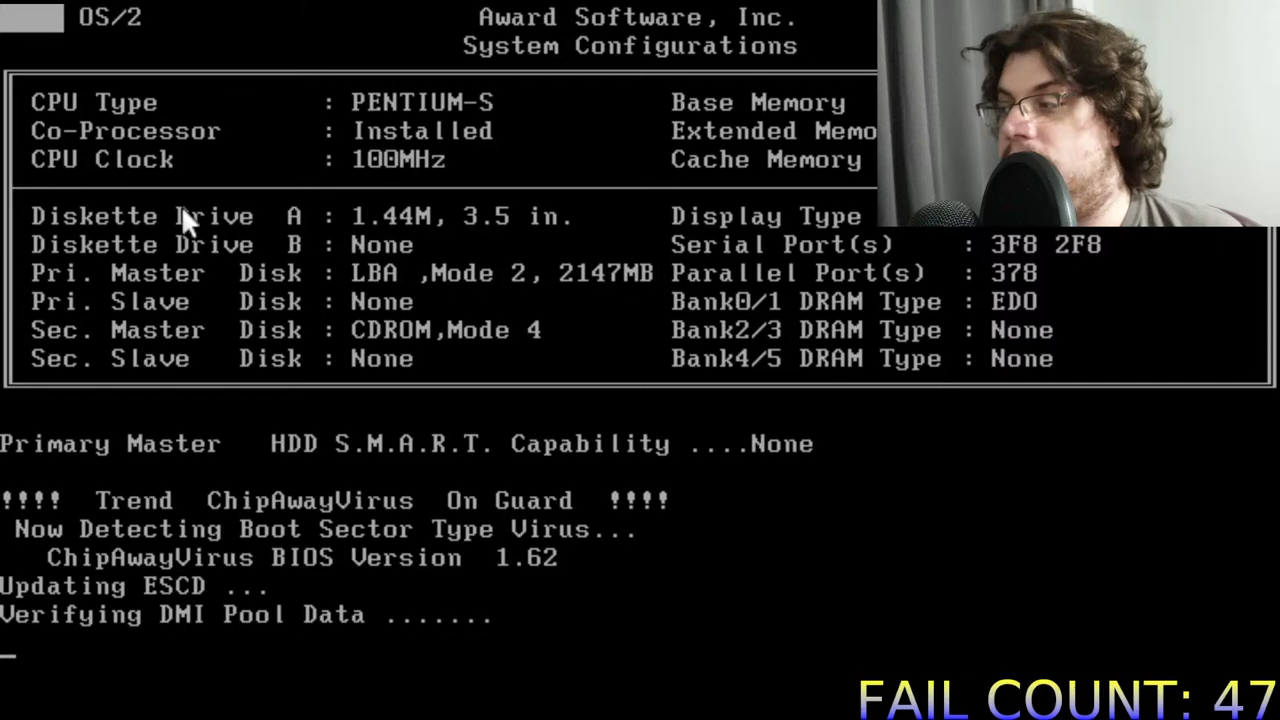 OS/2
Award Software, Inc.
System Configurations
CPU Type : PENTIUM-S Base Memory
Co-Processor : Installed Extended Memo
CPU Clock : 100MHz Cache Memory
Diskette Drive A : 1.44M, 3.5 in. Display Type
Diskette Drive B : None Serial Port(s) : 3F8 2F8
Pri. Master Disk : LBA ,Mode 2, 2147MB Parallel Port(s) : 378
Pri. Slave Disk : None Bank0/1 DRAM Type : EDO
Sec. Master Disk : CDROM,Mode 4 Bank2/3 DRAM Type : None
Sec. Slave Disk : None Bank4/5 DRAM Type : None
Primary Master HDD S.M.A.R.T. Capability ....None
!!!! Trend ChipAwayVirus On Guard !!!!
Now Detecting Boot Sector Type Virus...
ChipAwayVirus BIOS Version 1.62
Updating ESCD ...
Verifying DMI Pool Data .......
FAIL COUNT: 47